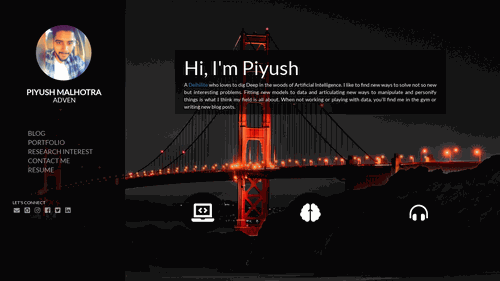 PIYUSH MALHOTRA
ADVEN
BLOG
PORTFOLIO
RESEARCH INTEREST
CONTACT ME
RESUME
LET'S CONNECT
Hi, I'm Piyush
A who loves to dig Deep in the woods of Artificial Intelligence. I like to find new ways to solve not so new
but interesting problems. Fitting new models to data and articulating new ways to manipulate and personify
things is what I think my field is all about. When not working or playing with data, you'll find me in the gym or
writing new blog posts.